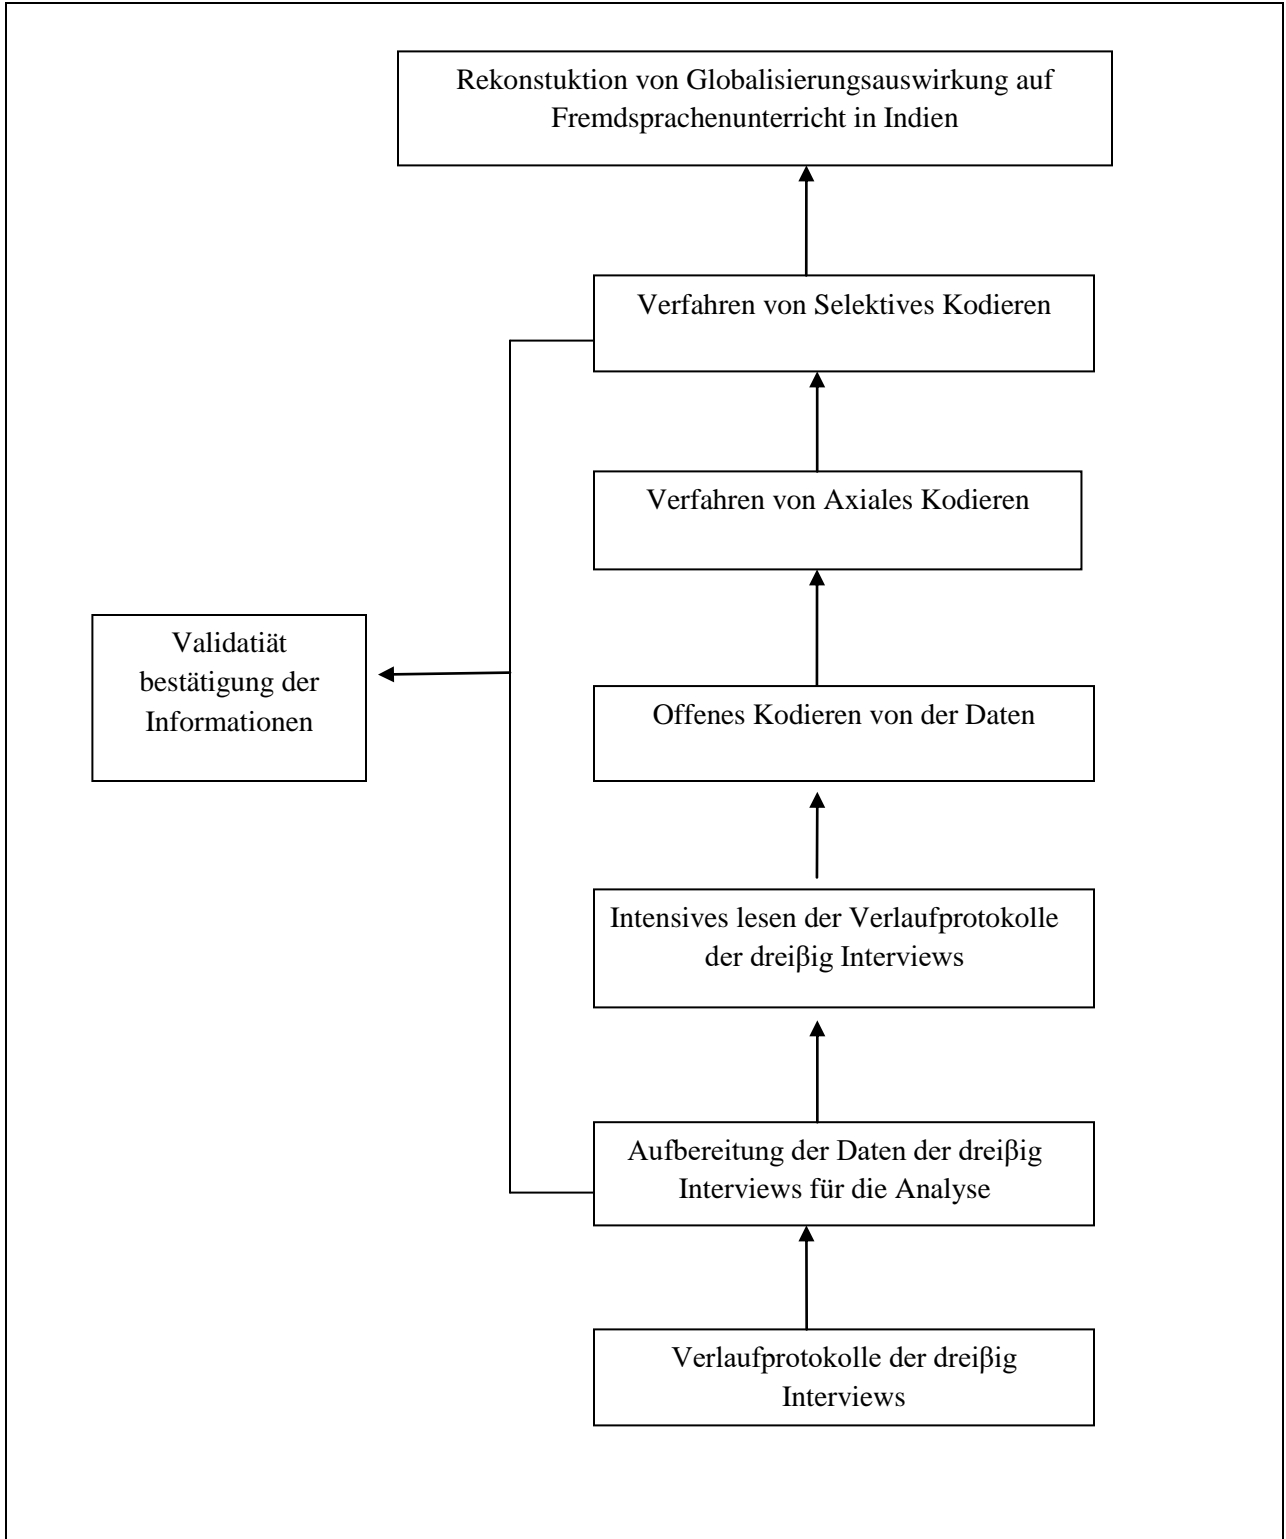 Rekonstuktion von Globalisierungsauswirkung auf
Fremdsprachenunterricht in Indien
Verfahren von Selektives Kodieren
Verfahren von Axiales Kodieren
Validatiät
bestätigung der
Informationen
Offenes Kodieren von der Daten
Intensives lesen der Verlaufprotokolle
der dreiβig Interviews
Aufbereitung der Daten der dreiβig
Interviews für die Analyse
Verlaufprotokolle der dreiβig
Interviews